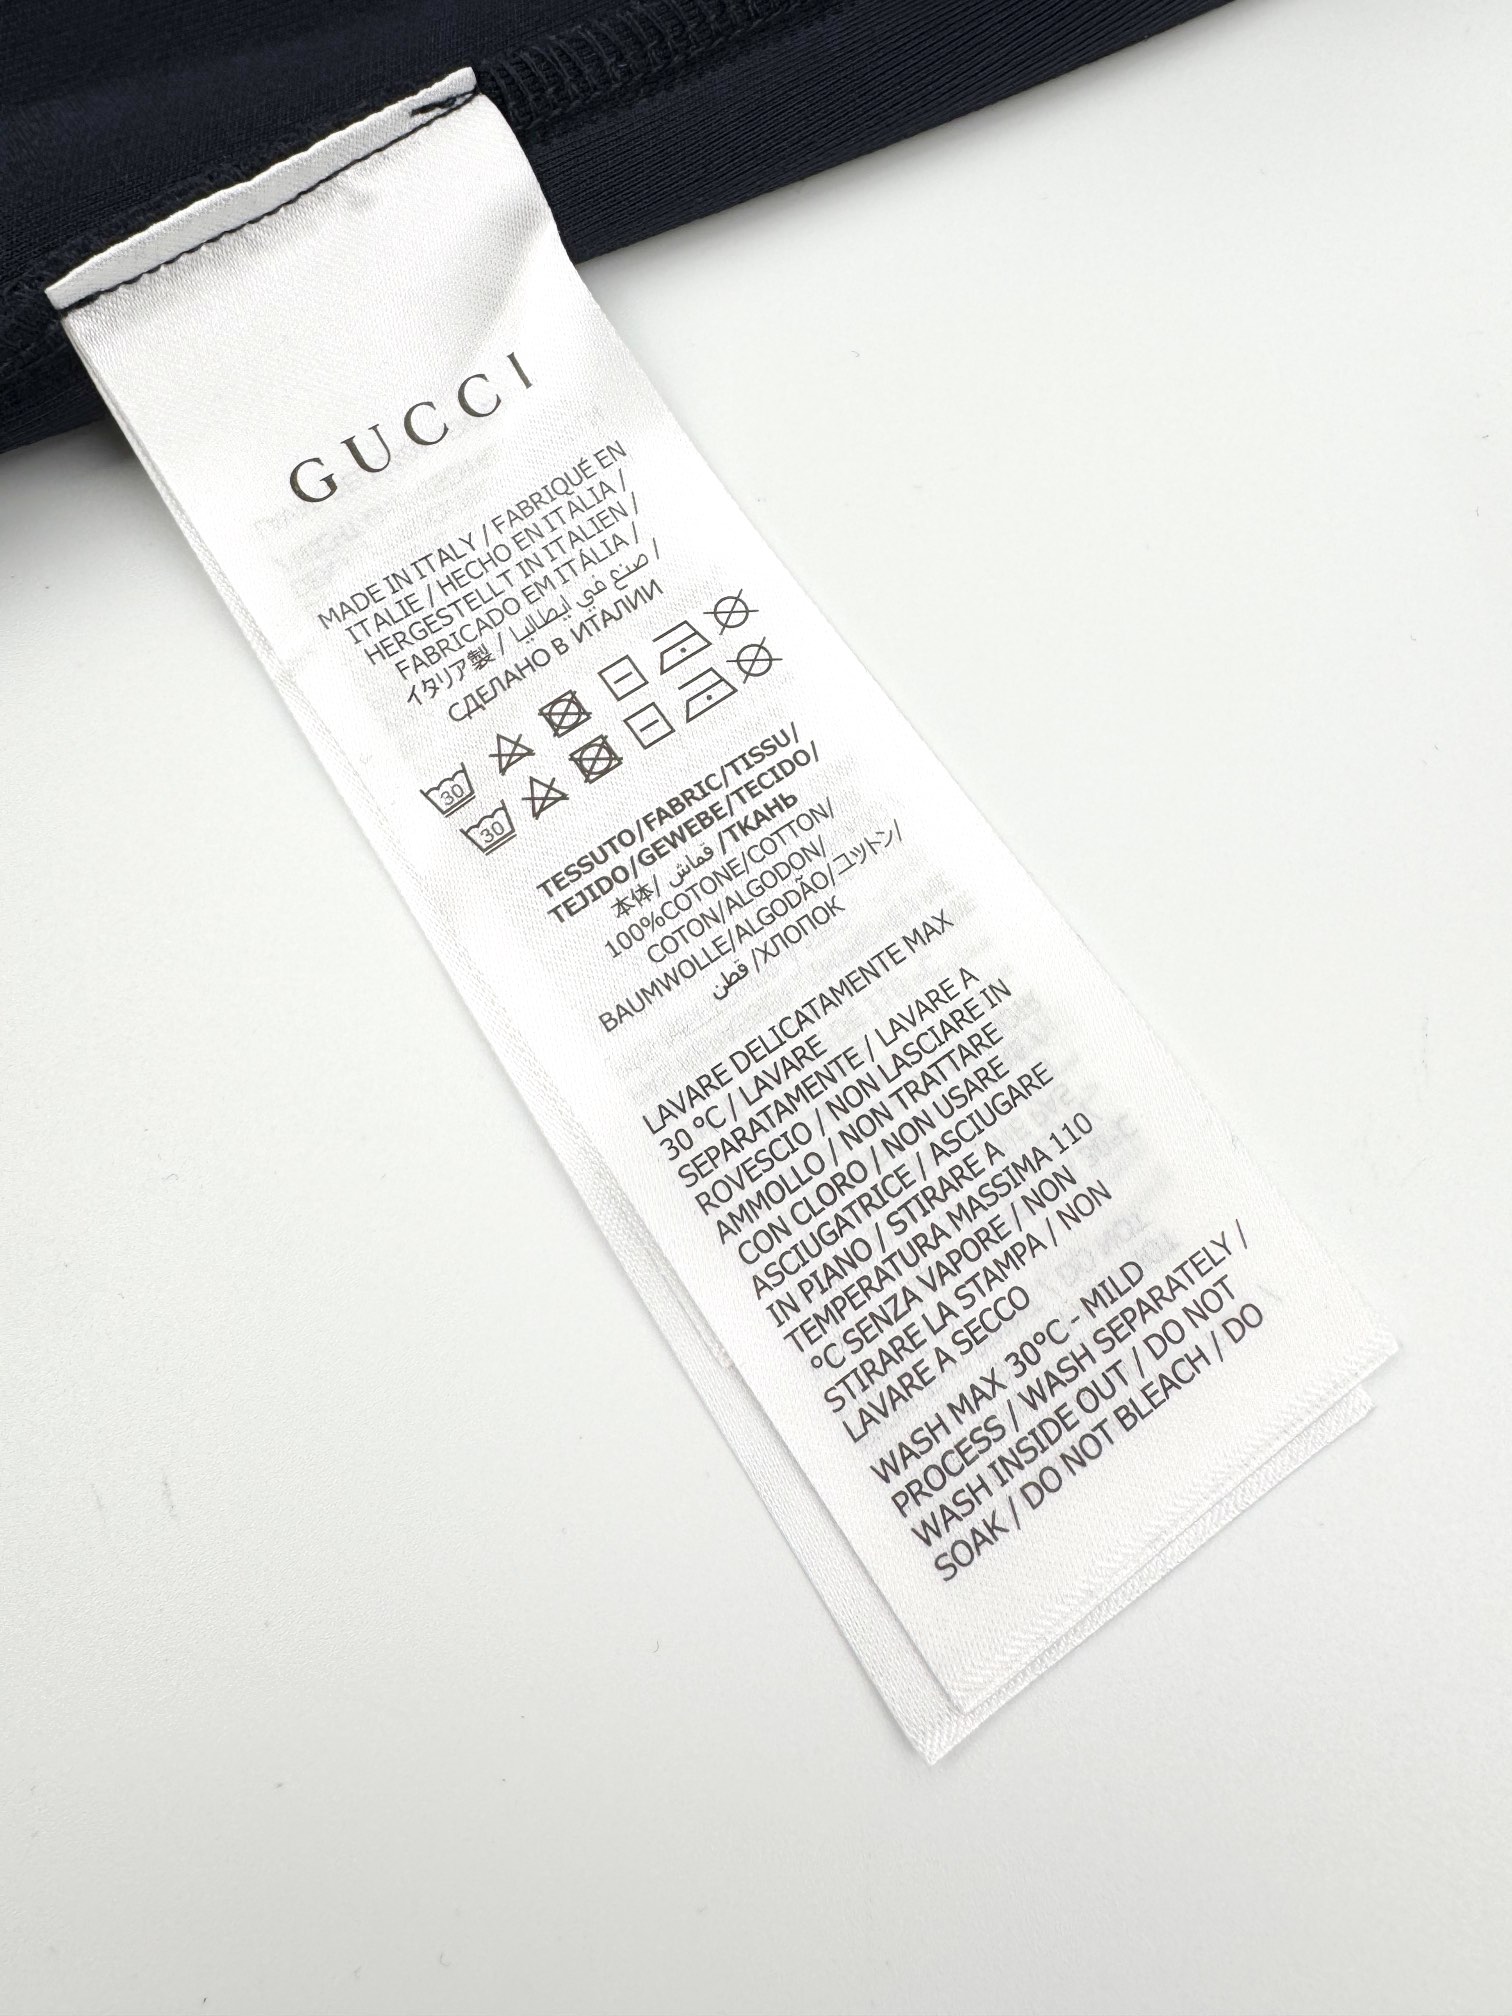 GUCCI
MADE IN ITALY / FABRIQUÉ EN
ITALIE / HECHO EN ITALIA /
HERGESTELLT IN ITALIEN /
FABRICADO EM ITÁLIA /
イタリア製 / صنع في ايطاليا /
СДЕЛАНО В ИТАЛИИ
30
30
TESSUTO/FABRIC/TISSU/
TEJIDO/GEWEBE/TECIDO/
本体/ قماش /ТКАНЬ
100%COTONE/COTTON/
COTON/ALGODON/
BAUMWOLLE/ALGODÃO/コットン/
قطن /ХЛОПОК
LAVARE DELICATAMENTE MAX
30 °C / LAVARE
SEPARATAMENTE / LAVARE A
ROVESCIO / NON LASCIARE IN
AMMOLLO / NON TRATTARE
CON CLORO / NON USARE
ASCIUGATRICE / ASCIUGARE
IN PIANO / STIRARE A
TEMPERATURA MASSIMA 110
°C SENZA VAPORE / NON
STIRARE LA STAMPA / NON
LAVARE A SECCO
WASH MAX 30°C - MILD
PROCESS / WASH SEPARATELY /
WASH INSIDE OUT / DO NOT
SOAK / DO NOT BLEACH / DO